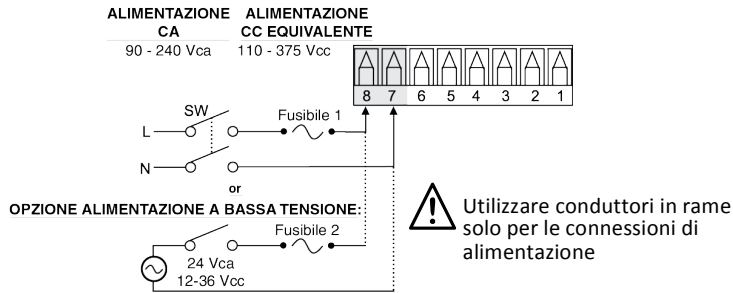 ALIMENTAZIONE CA
90 - 240 Vca
ALIMENTAZIONE CC EQUIVALENTE
110 - 375 Vcc
8 7 6 5 4 3 2 1
SW
Fusibile 1
L
N
or
OPZIONE ALIMENTAZIONE A BASSA TENSIONE:
Fusibile 2
24 Vca
12-36 Vcc
Utilizzare conduttori in rame
solo per le connessioni di
alimentazione